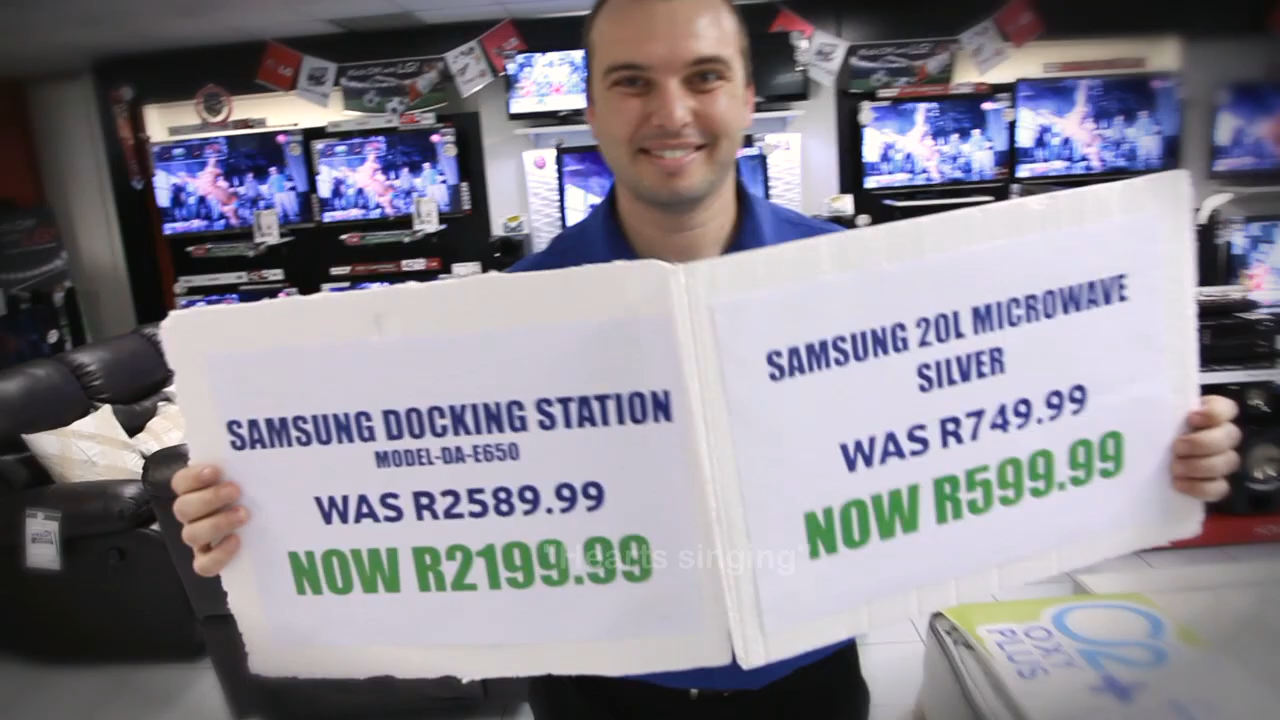 SAMSUNG DOCKING STATION
MODEL-DA-E650
WAS R2589.99
NOW R2199.99
SAMSUNG 20L MICROWAVE
SILVER
WAS R749.99
NOW R599.99
"Hearts singing"
OXY
PLUS
O2+
LG